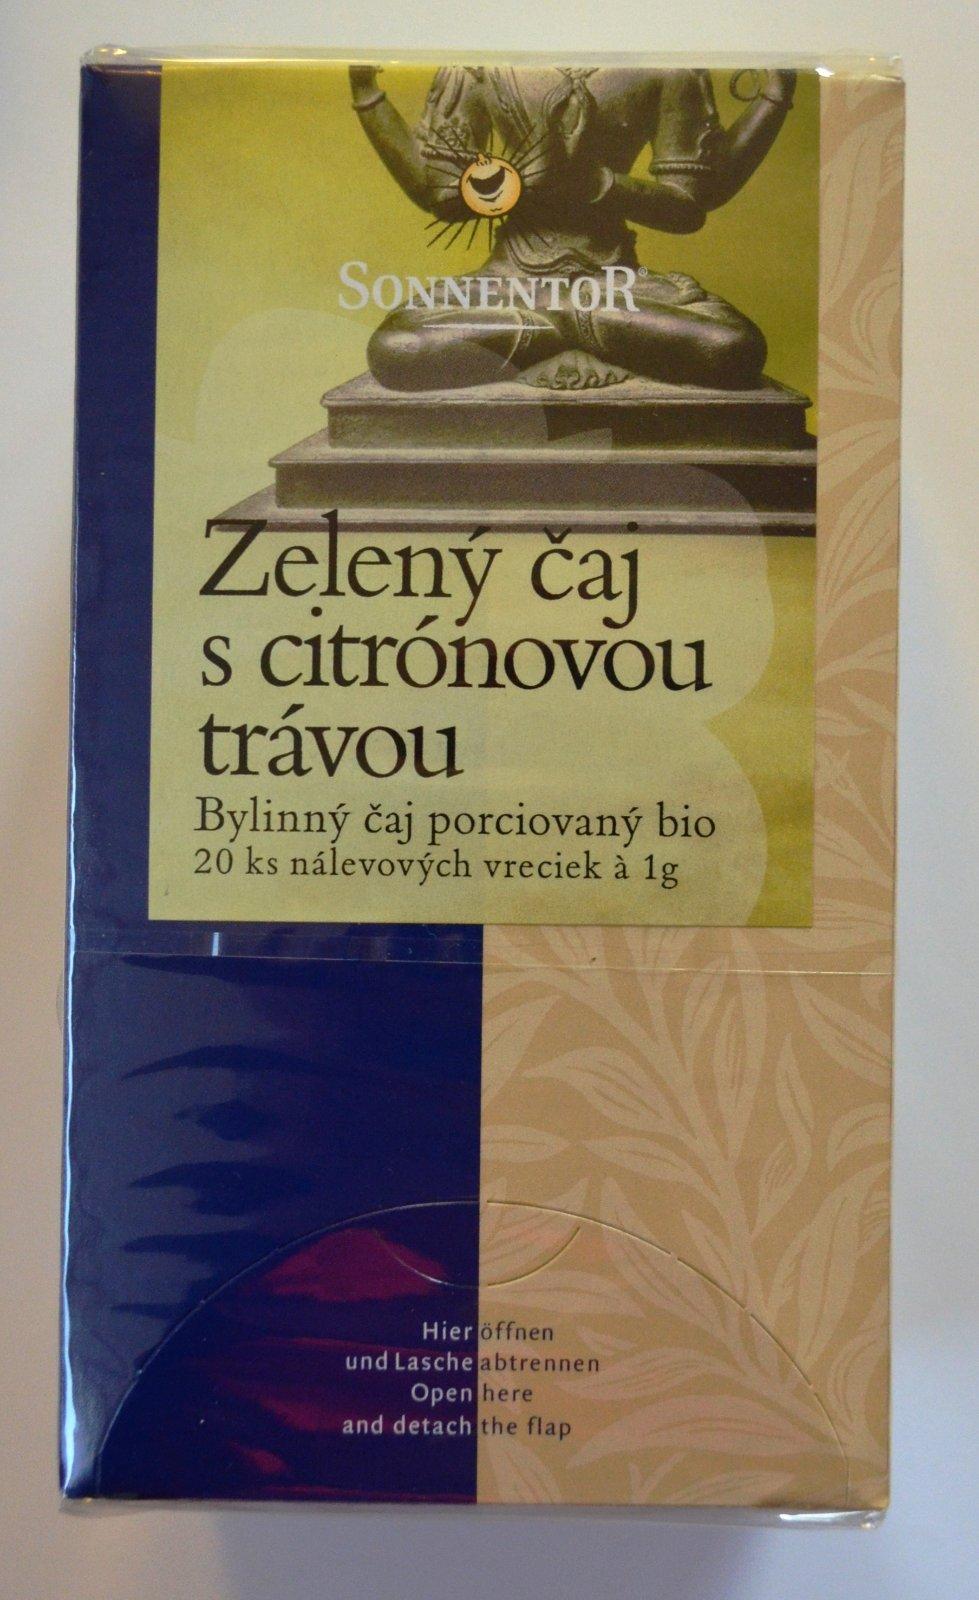 SONNENTOR®
Zelený čaj
s citrónovou
trávou
Bylinný čaj porciovaný bio
20 ks nálevových vreciek à 1g
Hier öffnen
und Lasche abtrennen
Open here
and detach the flap